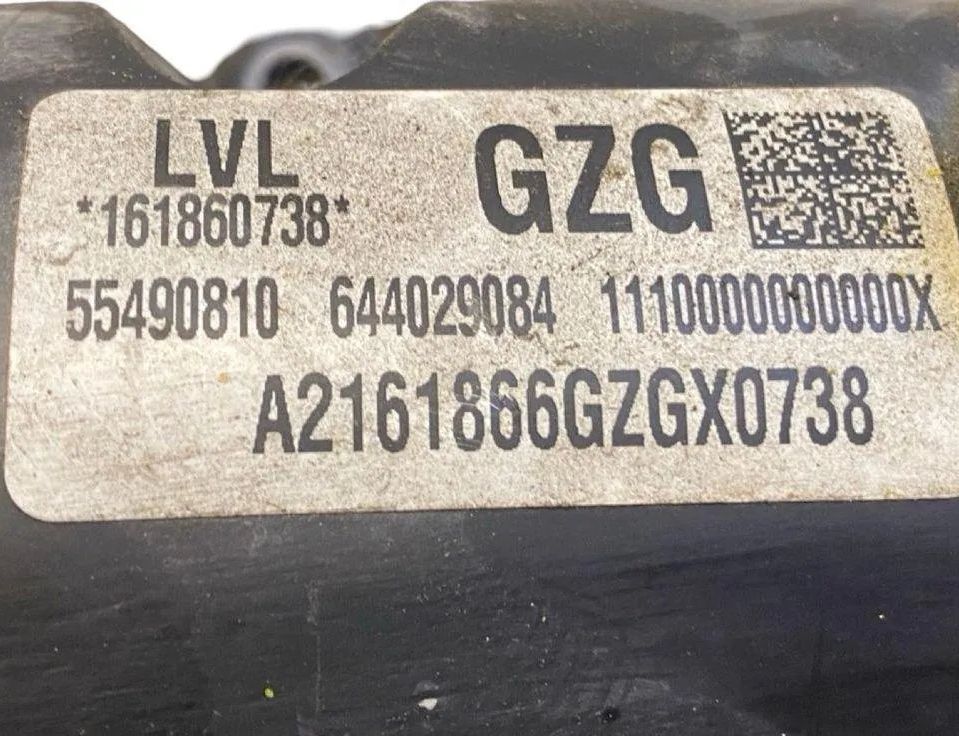 LVL GZG
*161860738*
55490810 644029084 1110000000000X
A2161866GZGX0738